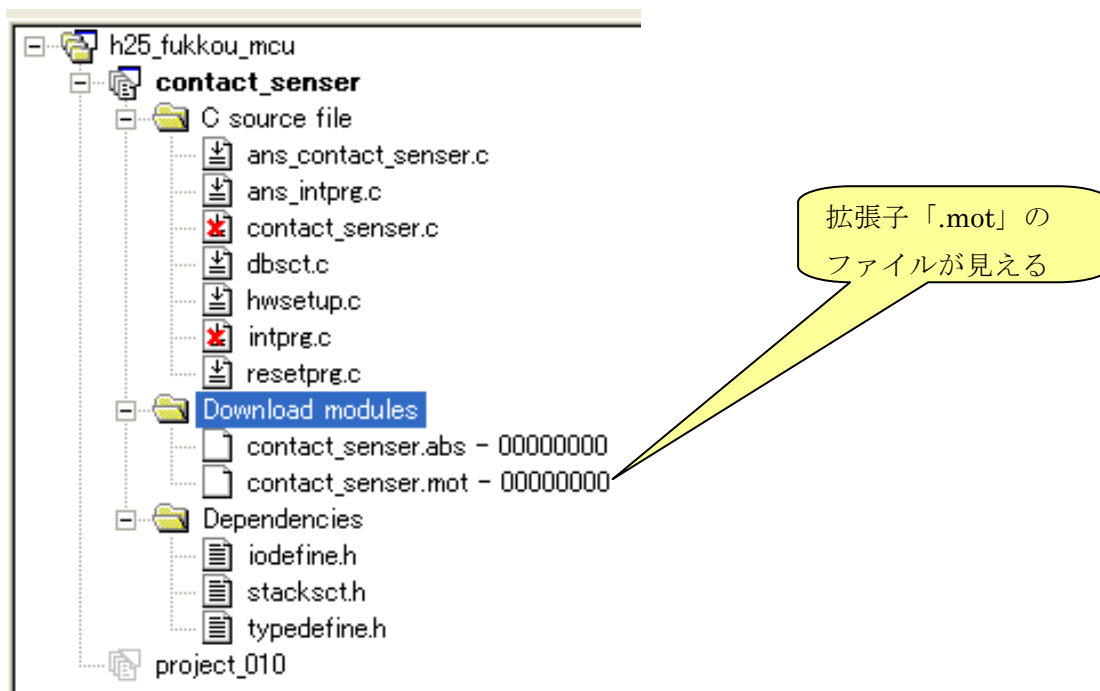 h25_fukkou_mcu
contact_senser
C source file
ans_contact_senser.c
ans_intprg.c
contact_senser.c
dbsct.c
hwsetup.c
intprg.c
resetprg.c
Download modules
contact_senser.abs - 00000000
contact_senser.mot - 00000000
Dependencies
iodefine.h
stacksct.h
typedefine.h
project_010
拡張子「.mot」の
ファイルが見える